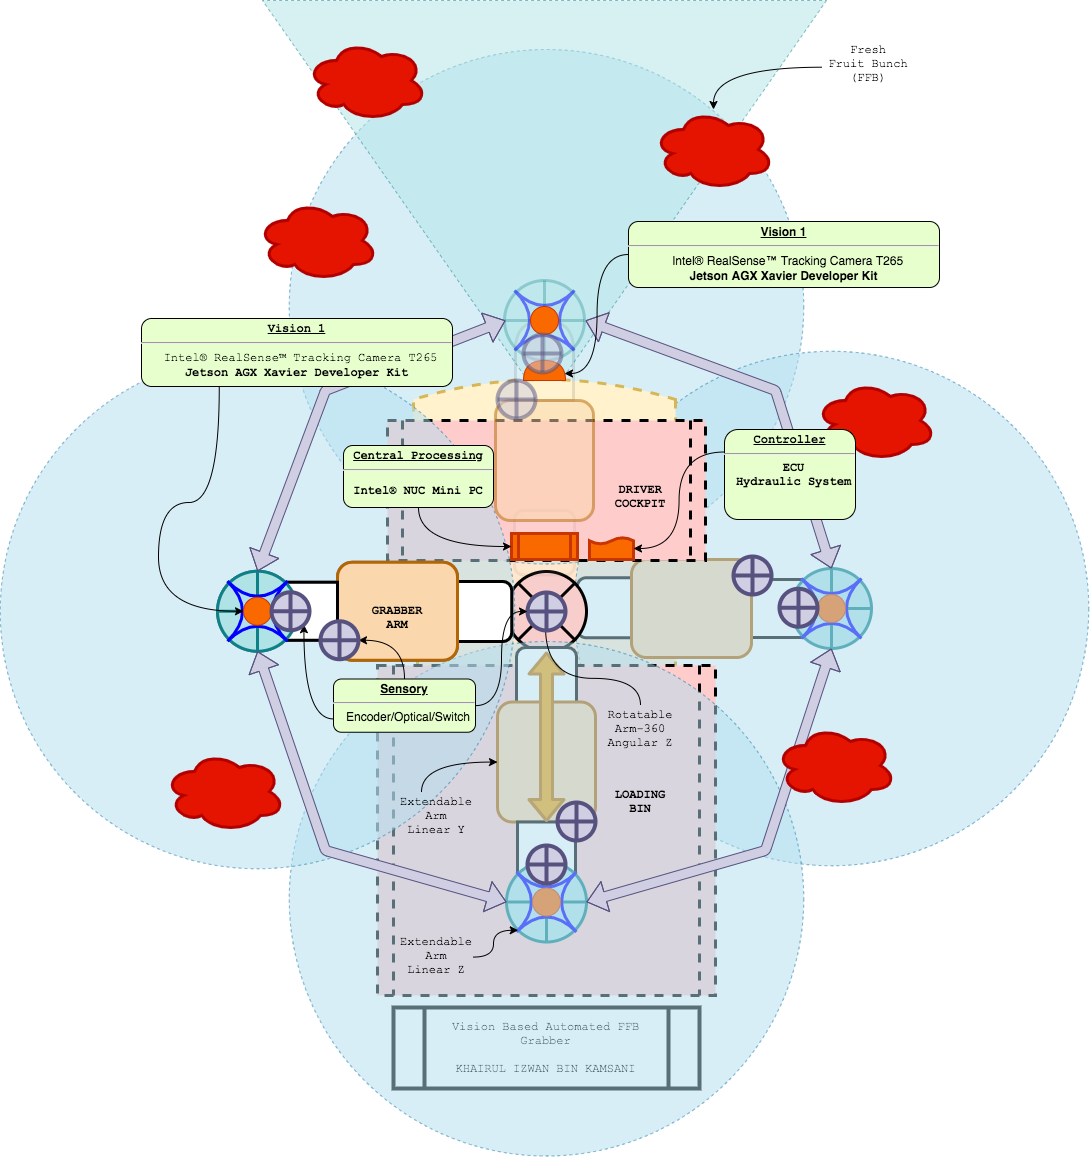 Fresh
Fruit Bunch
(FFB)
Vision 1
Intel® RealSense™ Tracking Camera T265
Jetson AGX Xavier Developer Kit
Vision 1
Intel® RealSense™ Tracking Camera T265
Jetson AGX Xavier Developer Kit
Central Processing
Intel® NUC Mini PC
Controller
ECU
Hydraulic System
DRIVER
COCKPIT
GRABBER
ARM
Sensory
Encoder/Optical/Switch
Rotatable
Arm-360
Angular Z
Extendable
Arm
Linear Y
LOADING
BIN
Extendable
Arm
Linear Z
Vision Based Automated FFB
Grabber
KHAIRUL IZWAN BIN KAMSANI